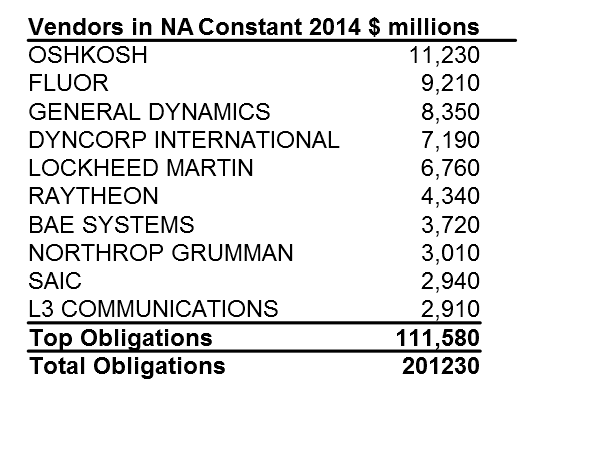 Vendors in NA Constant 2014 $ millions
OSHKOSH 11,230
FLUOR 9,210
GENERAL DYNAMICS 8,350
DYNCORP INTERNATIONAL 7,190
LOCKHEED MARTIN 6,760
RAYTHEON 4,340
BAE SYSTEMS 3,720
NORTHROP GRUMMAN 3,010
SAIC 2,940
L3 COMMUNICATIONS 2,910
Top Obligations 111,580
Total Obligations 201230